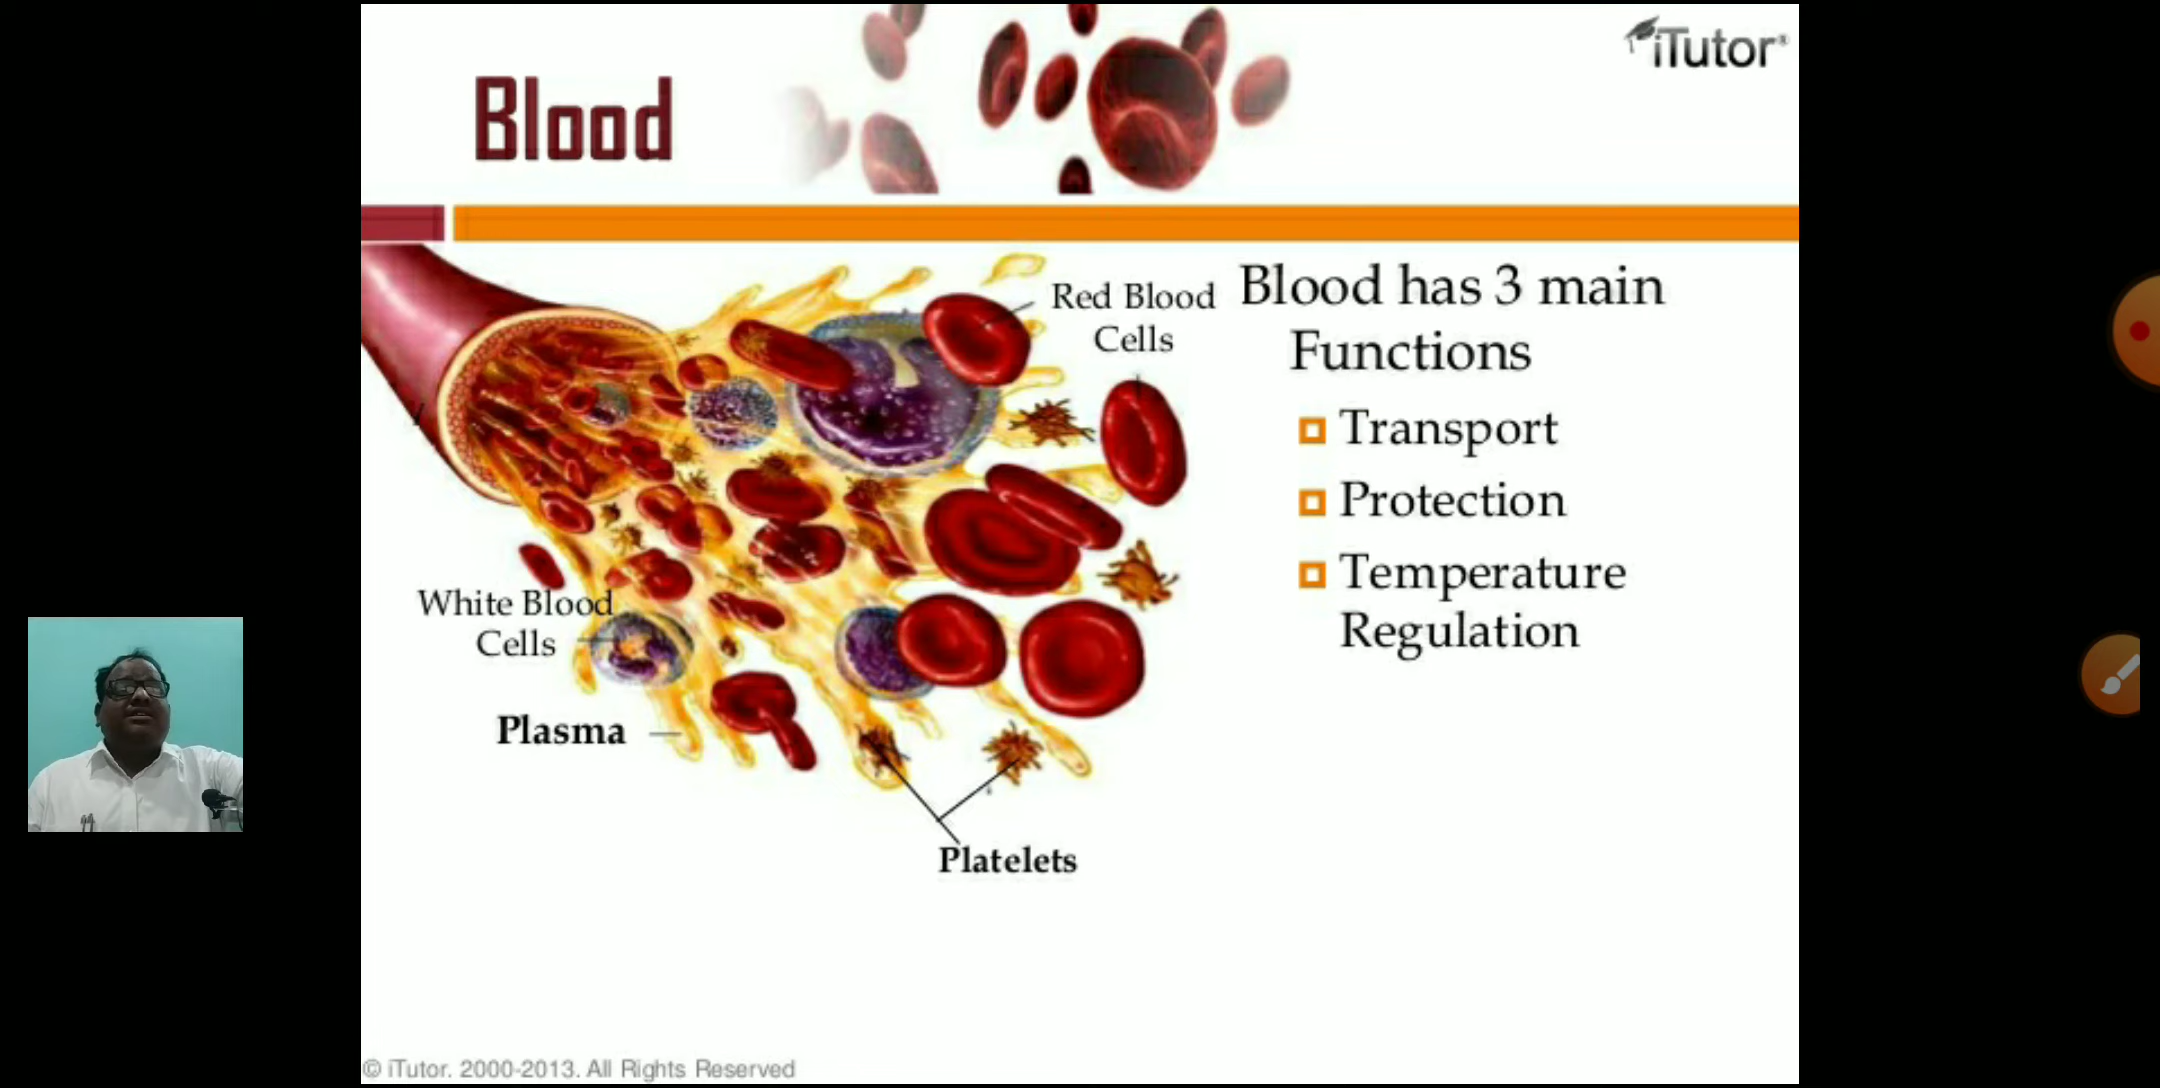 iTutor®
Blood
Red Blood
Cells
Blood has 3 main
Functions
Transport
Protection
Temperature
Regulation
White Blood
Cells
Plasma
Platelets
© iTutor. 2000-2013. All Rights Reserved